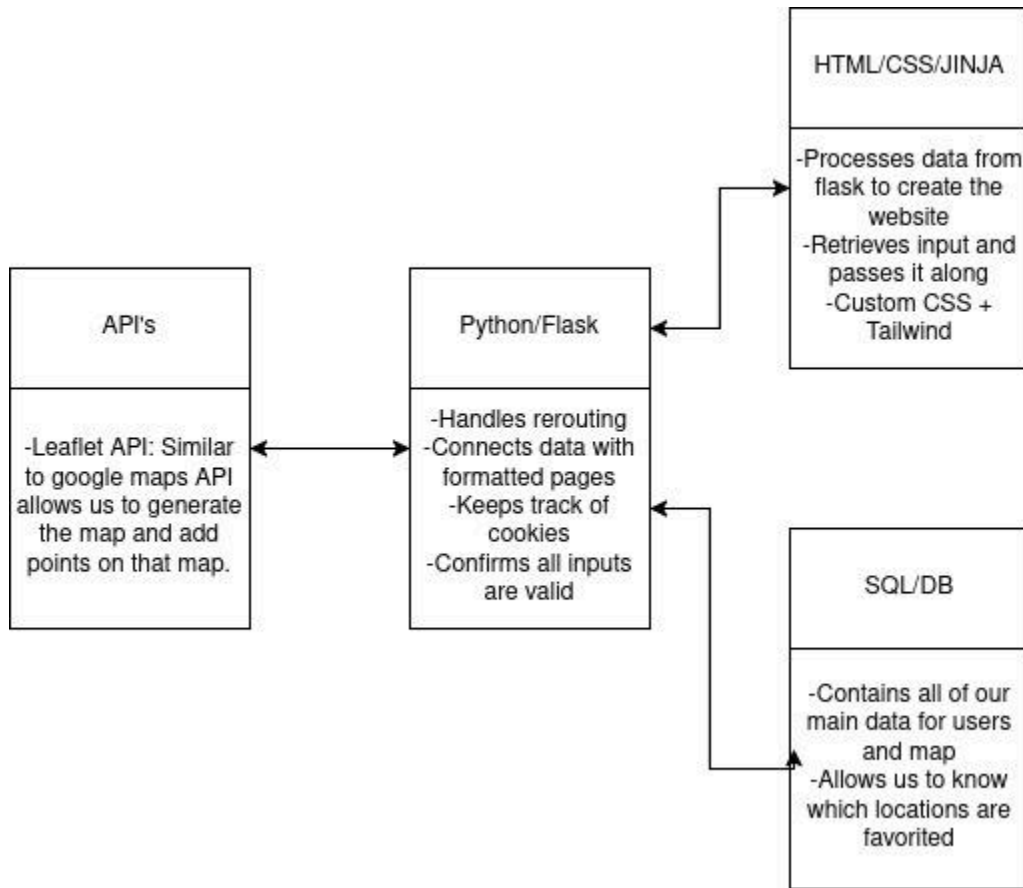 HTML/CSS/JINJA
-Processes data from
flask to create the
website
-Retrieves input and
passes it along
-Custom CSS +
Tailwind
API's
-Leaflet API: Similar
to google maps API
allows us to generate
the map and add
points on that map.
Python/Flask
-Handles rerouting
-Connects data with
formatted pages
-Keeps track of
cookies
-Confirms all inputs
are valid
SQL/DB
-Contains all of our
main data for users
and map
-Allows us to know
which locations are
favorited